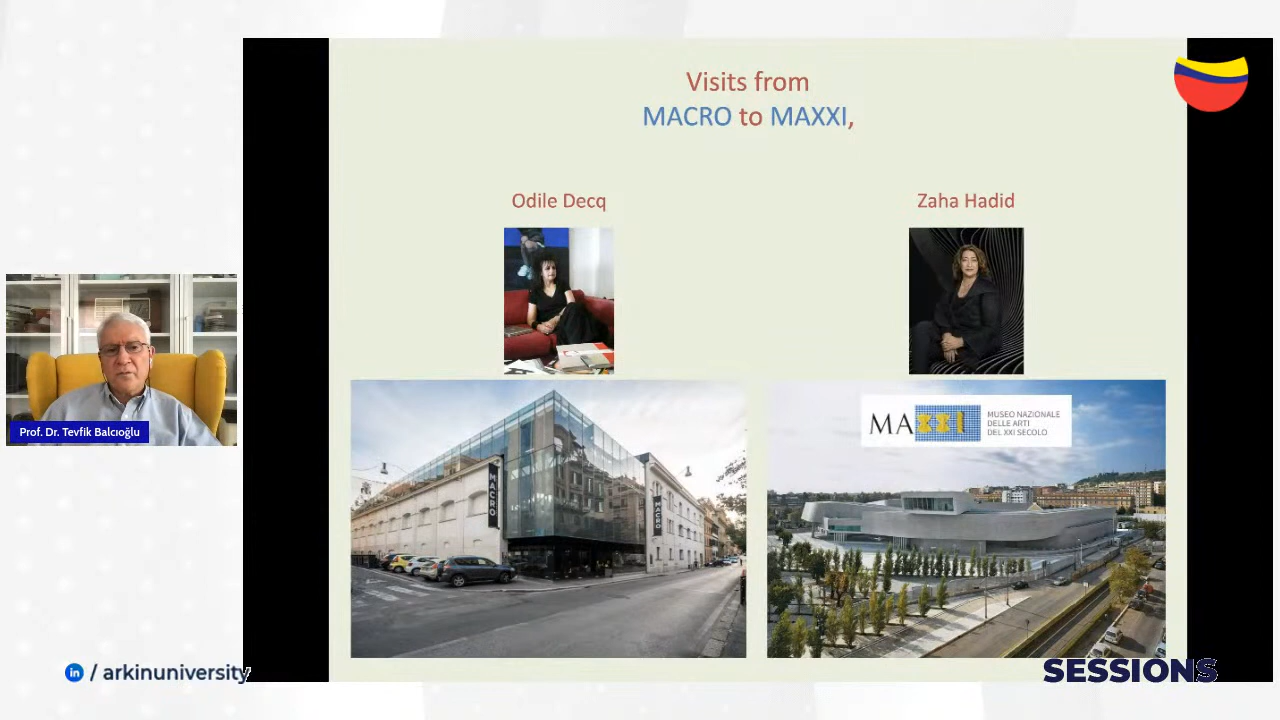 Visits from
MACRO to MAXXI,
Odile Decq
Zaha Hadid
MACRO
MACRO
MAXXI
MUSEO NAZIONALE
DELLE ARTI
DEL XXI SECOLO
Prof. Dr. Tevfik Balcıoğlu
in / arkinuniversity
SESSIONS